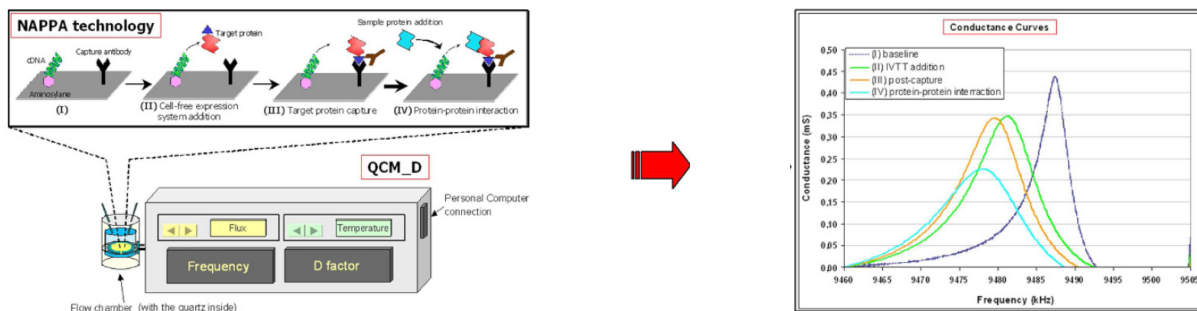 NAPPA technology
Target protein
Sample protein addition
cDNA
Capture antibody
Aminosylane
(I)
(II) Cell-free expression
system addition
(III) Target protein capture
(IV) Protein-protein interaction
QCM_D
Personal Computer
connection
Flux
Temperature
Frequency
D factor
Flow chamber (with the quartz inside)
Conductance Curves
(I) baseline
(II) IVTT addition
(III) post-capture
(IV) protein-protein interraction
Conductance (mS)
0,50
0,45
0,40
0,35
0,30
0,25
0,20
0,15
0,10
0,05
0,00
9460 9465 9470 9475 9480 9485 9490 9495 9500 9505
Frequency (kHz)